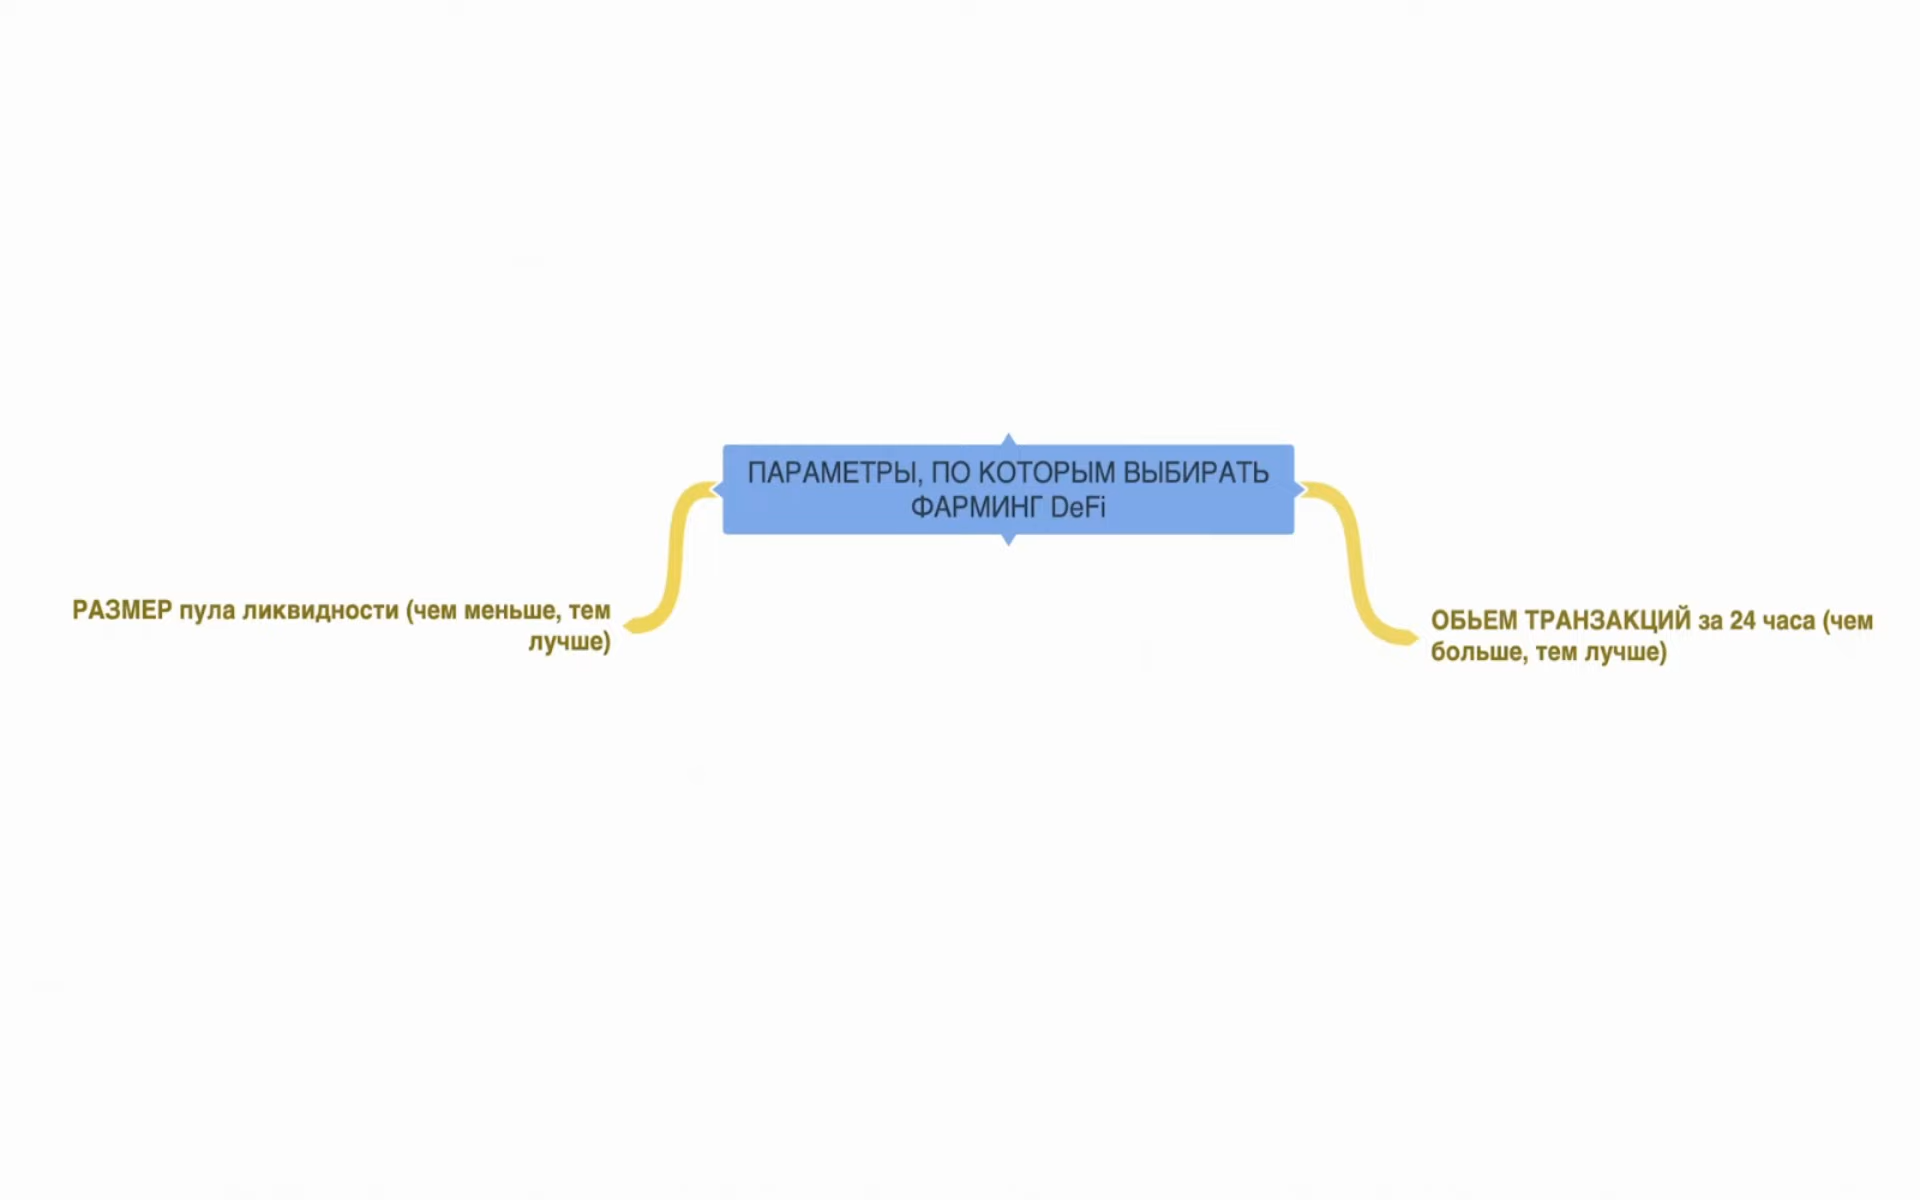 ПАРАМЕТРЫ, ПО КОТОРЫМ ВЫБИРАТЬ
ФАРМИНГ DeFi
РАЗМЕР пула ликвидности (чем меньше, тем
лучше)
ОБЬЕМ ТРАНЗАКЦИЙ за 24 часа (чем
больше, тем лучше)